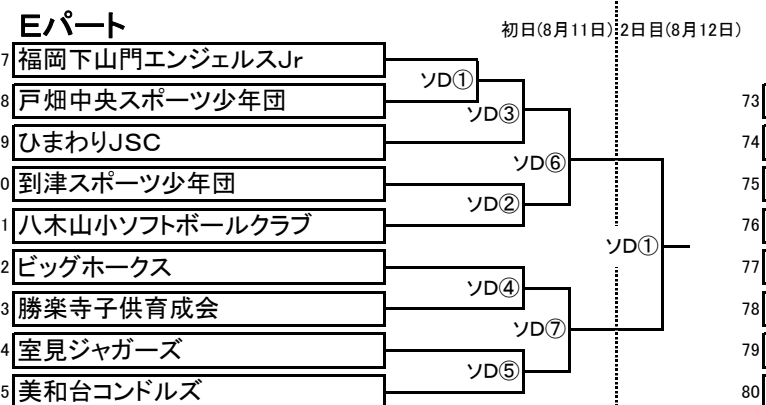 Eパート
初日(8月11日) 2日目(8月12日)
7 福岡下山門エンジェルスJr
8 戸畑中央スポーツ少年団
9 ひまわりJSC
0 到津スポーツ少年団
1 八木山小ソフトボールクラブ
2 ビッグホークス
3 勝楽寺子供育成会
4 室見ジャガーズ
5 美和台コンドルズ
ソD①
ソD③
ソD⑥
ソD②
ソD①
ソD④
ソD⑦
ソD⑤
73
74
75
76
77
78
79
80